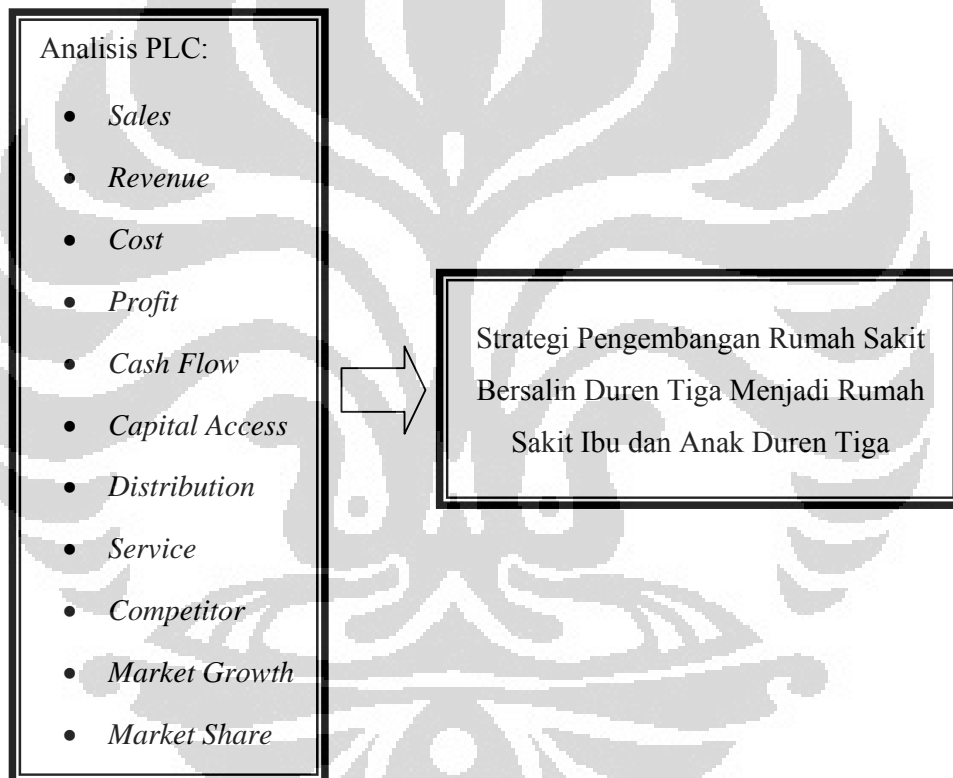 Analisis PLC:
• Sales
• Revenue
• Cost
• Profit
• Cash Flow
• Capital Access
• Distribution
• Service
• Competitor
• Market Growth
• Market Share
Strategi Pengembangan Rumah Sakit
Bersalin Duren Tiga Menjadi Rumah
Sakit Ibu dan Anak Duren Tiga